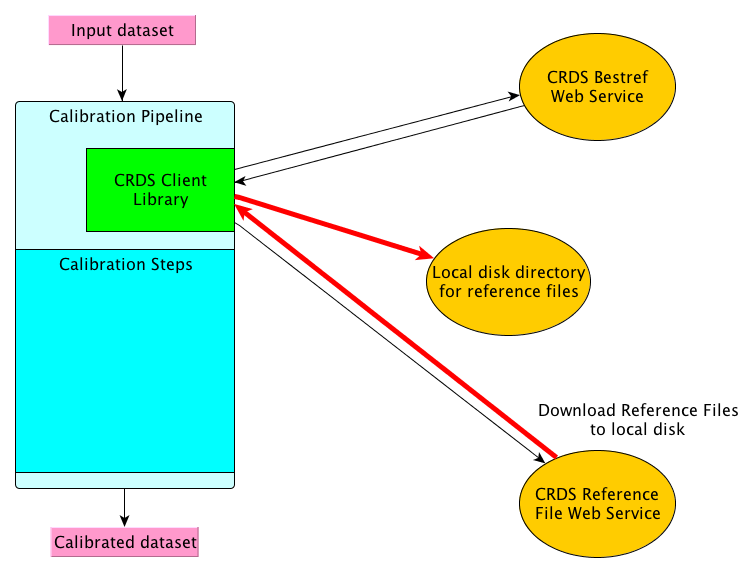 Input dataset
Calibration Pipeline
CRDS Client
Library
Calibration Steps
Calibrated dataset
CRDS Bestref
Web Service
Local disk directory
for reference files
Download Reference Files
to local disk
CRDS Reference
File Web Service